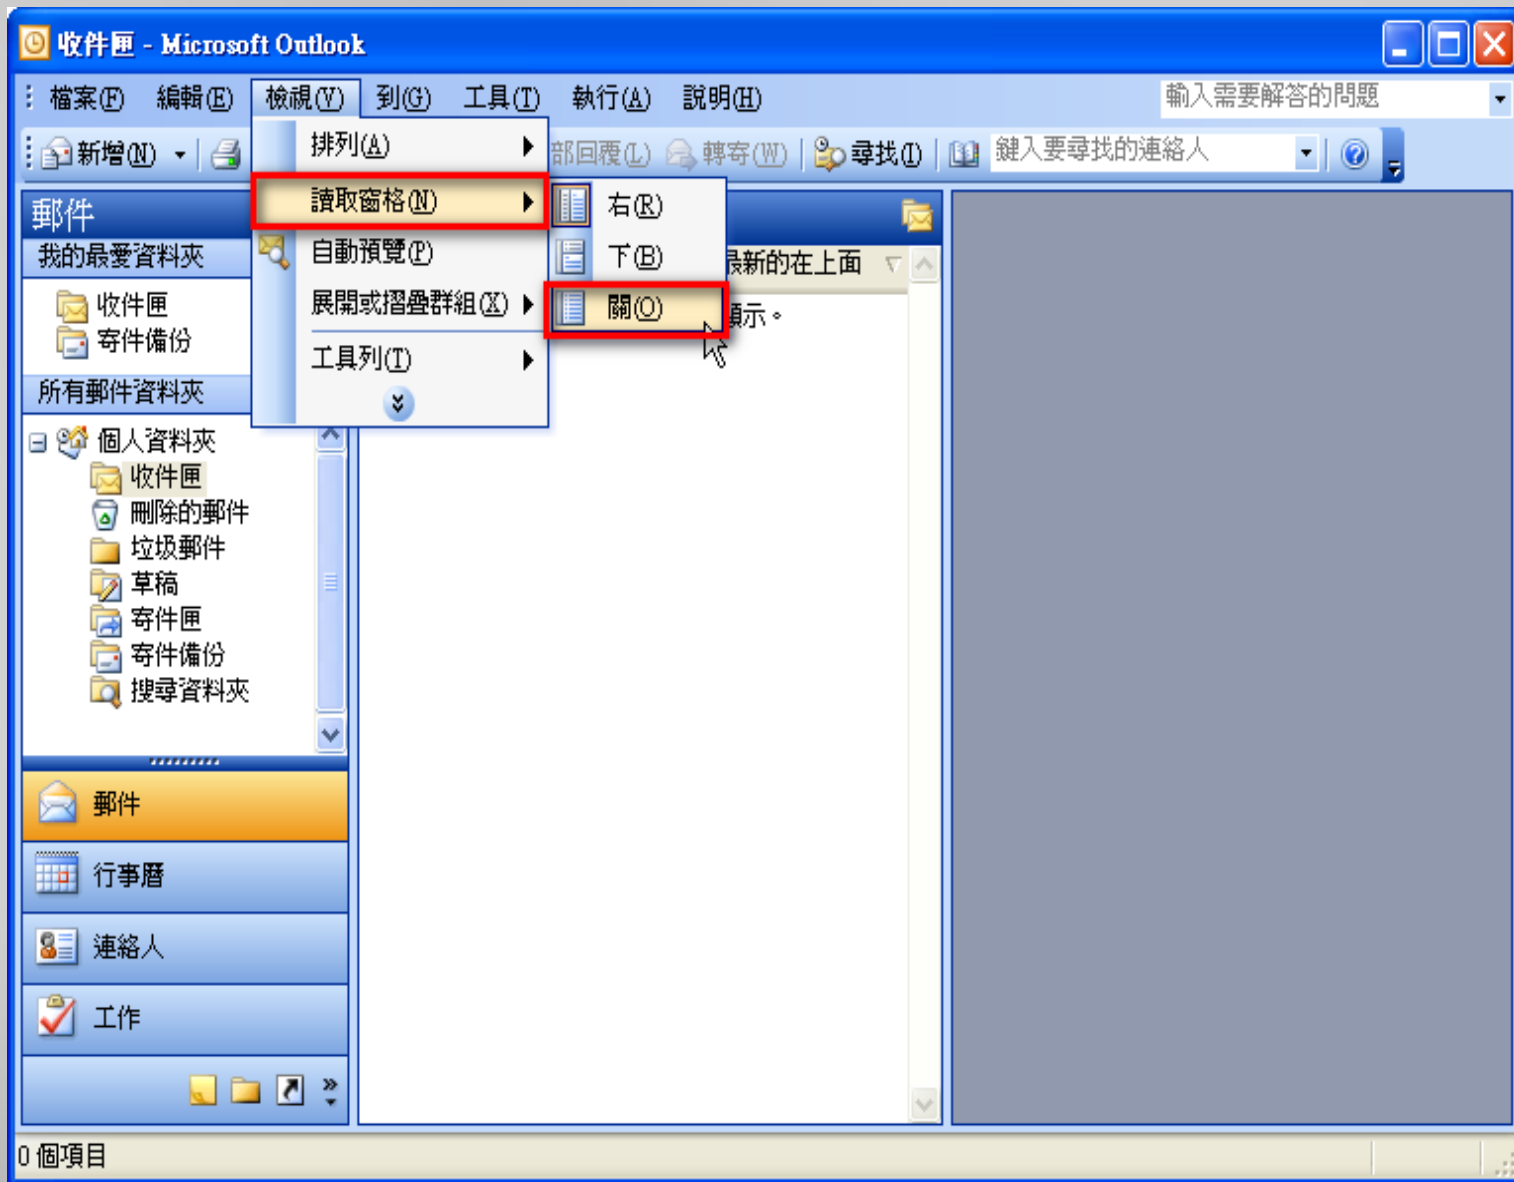 收件匣 - Microsoft Outlook
檔案(F) 編輯(E) 檢視(V) 到(G) 工具(T) 執行(A) 說明(H) 輸入需要解答的問題
新增(N) 部回覆(L) 轉寄(W) 尋找(I) 鍵入要尋找的連絡人
排列(A)
讀取窗格(N)
自動預覽(P)
展開或摺疊群組(X)
工具列(T)
右(R)
下(B)
關(O)
郵件
我的最愛資料夾
收件匣
寄件備份
所有郵件資料夾
個人資料夾
收件匣
刪除的郵件
垃圾郵件
草稿
寄件匣
寄件備份
搜尋資料夾
最新的在上面
顯示。
郵件
行事曆
連絡人
工作
0 個項目